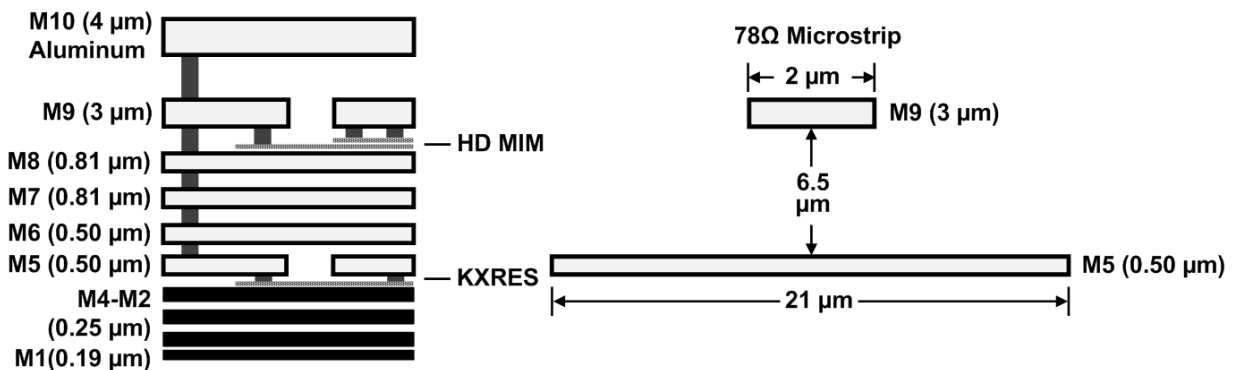 M10 (4 µm)
Aluminum
M9 (3 µm)
HD MIM
M8 (0.81 µm)
M7 (0.81 µm)
M6 (0.50 µm)
M5 (0.50 µm)
KXRES
M4-M2
(0.25 µm)
M1(0.19 µm)
78Ω Microstrip
2 µm
M9 (3 µm)
6.5
µm
M5 (0.50 µm)
21 µm